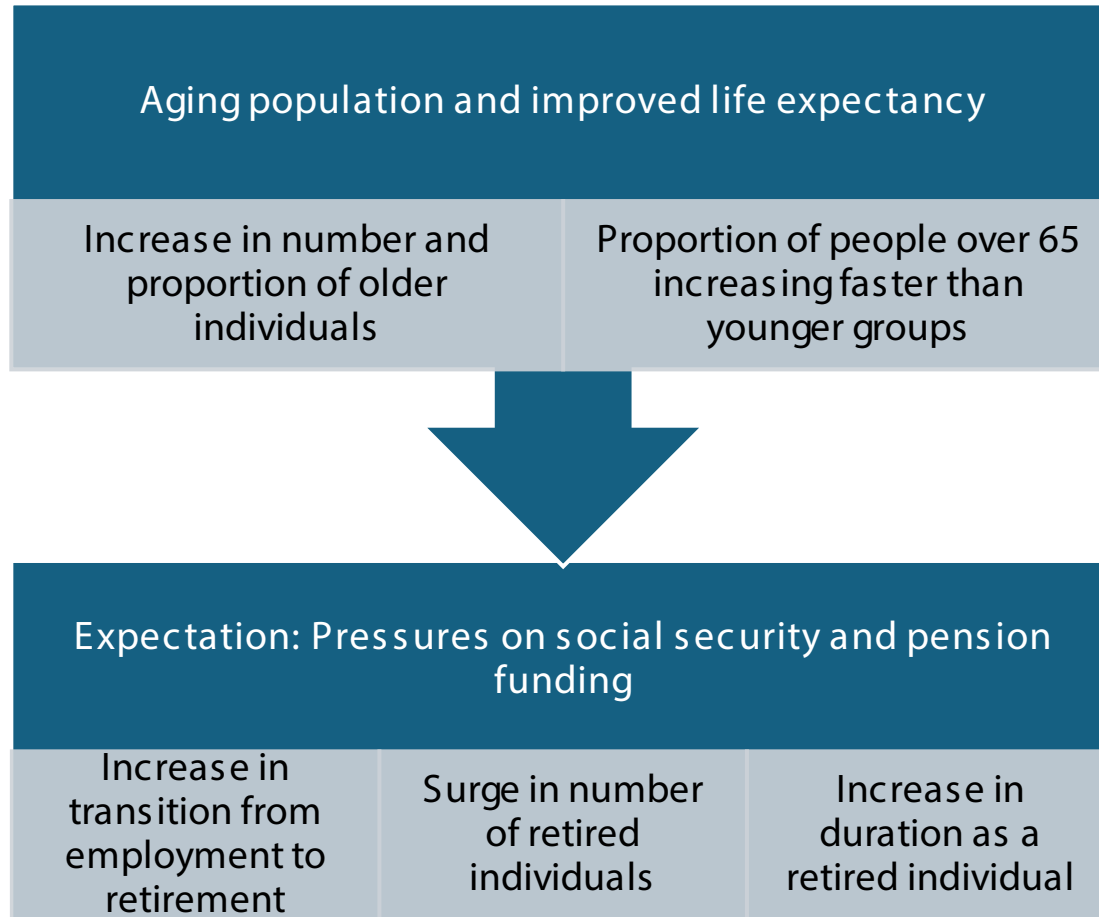 Aging population and improved life expectancy
Increase in number and
proportion of older
individuals
Proportion of people over 65
increasing faster than
younger groups
Expectation: Pressures on social security and pension
funding
Increase in
transition from
employment to
retirement
Surge in number
of retired
individuals
Increase in
duration as a
retired individual